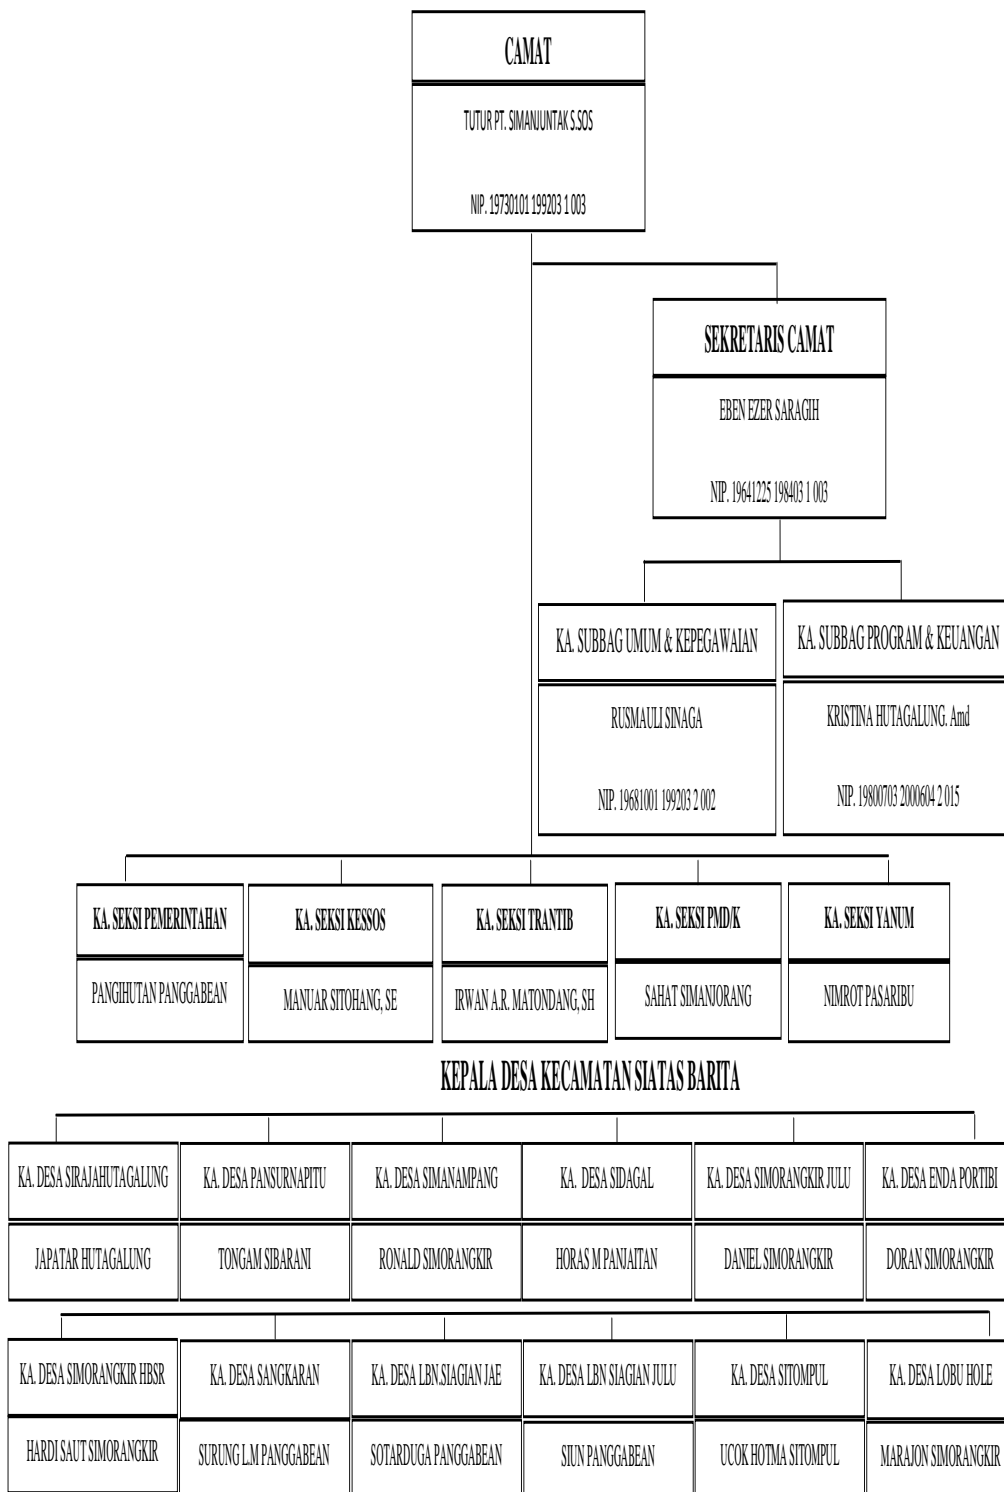 CAMAT
TUTUR PT. SIMANJUNTAK S.SOS
NIP. 19730101 199203 1 003
SEKRETARIS CAMAT
EBEN EZER SARAGIH
NIP. 19641225 198403 1 003
KA. SUBBAG UMUM & KEPEGAWAIAN
RUSMAULI SINAGA
NIP. 19681001 199203 2 002
KA. SUBBAG PROGRAM & KEUANGAN
KRISTINA HUTAGALUNG. Amd
NIP. 19800703 2000604 2 015
KA. SEKSI PEMERINTAHAN
PANGIHUTAN PANGGABEAN
KA. SEKSI KESSOS
MANUAR SITOHANG, SE
KA. SEKSI TRANTIB
IRWAN A.R. MATONDANG, SH
KA. SEKSI PMD/K
SAHAT SIMANJORANG
KA. SEKSI YANUM
NIMROT PASARIBU
KEPALA DESA KECAMATAN SIATAS BARITA
KA. DESA SIRAJAHUTAGALUNG
JAPATAR HUTAGALUNG
KA. DESA PANSURNAPITU
TONGAM SIBARANI
KA. DESA SIMANAMPANG
RONALD SIMORANGKIR
KA. DESA SIDAGAL
HORAS M PANJAITAN
KA. DESA SIMORANGKIR JULU
DANIEL SIMORANGKIR
KA. DESA ENDA PORTIBI
DORAN SIMORANGKIR
KA. DESA SIMORANGKIR HBSR
HARDI SAUT SIMORANGKIR
KA. DESA SANGKARAN
SURUNG L.M PANGGABEAN
KA. DESA LBN.SIAGIAN JAE
SOTARDUGA PANGGABEAN
KA. DESA LBN SIAGIAN JULU
SIUN PANGGABEAN
KA. DESA SITOMPUL
UCOK HOTMA SITOMPUL
KA. DESA LOBU HOLE
MARAJON SIMORANGKIR